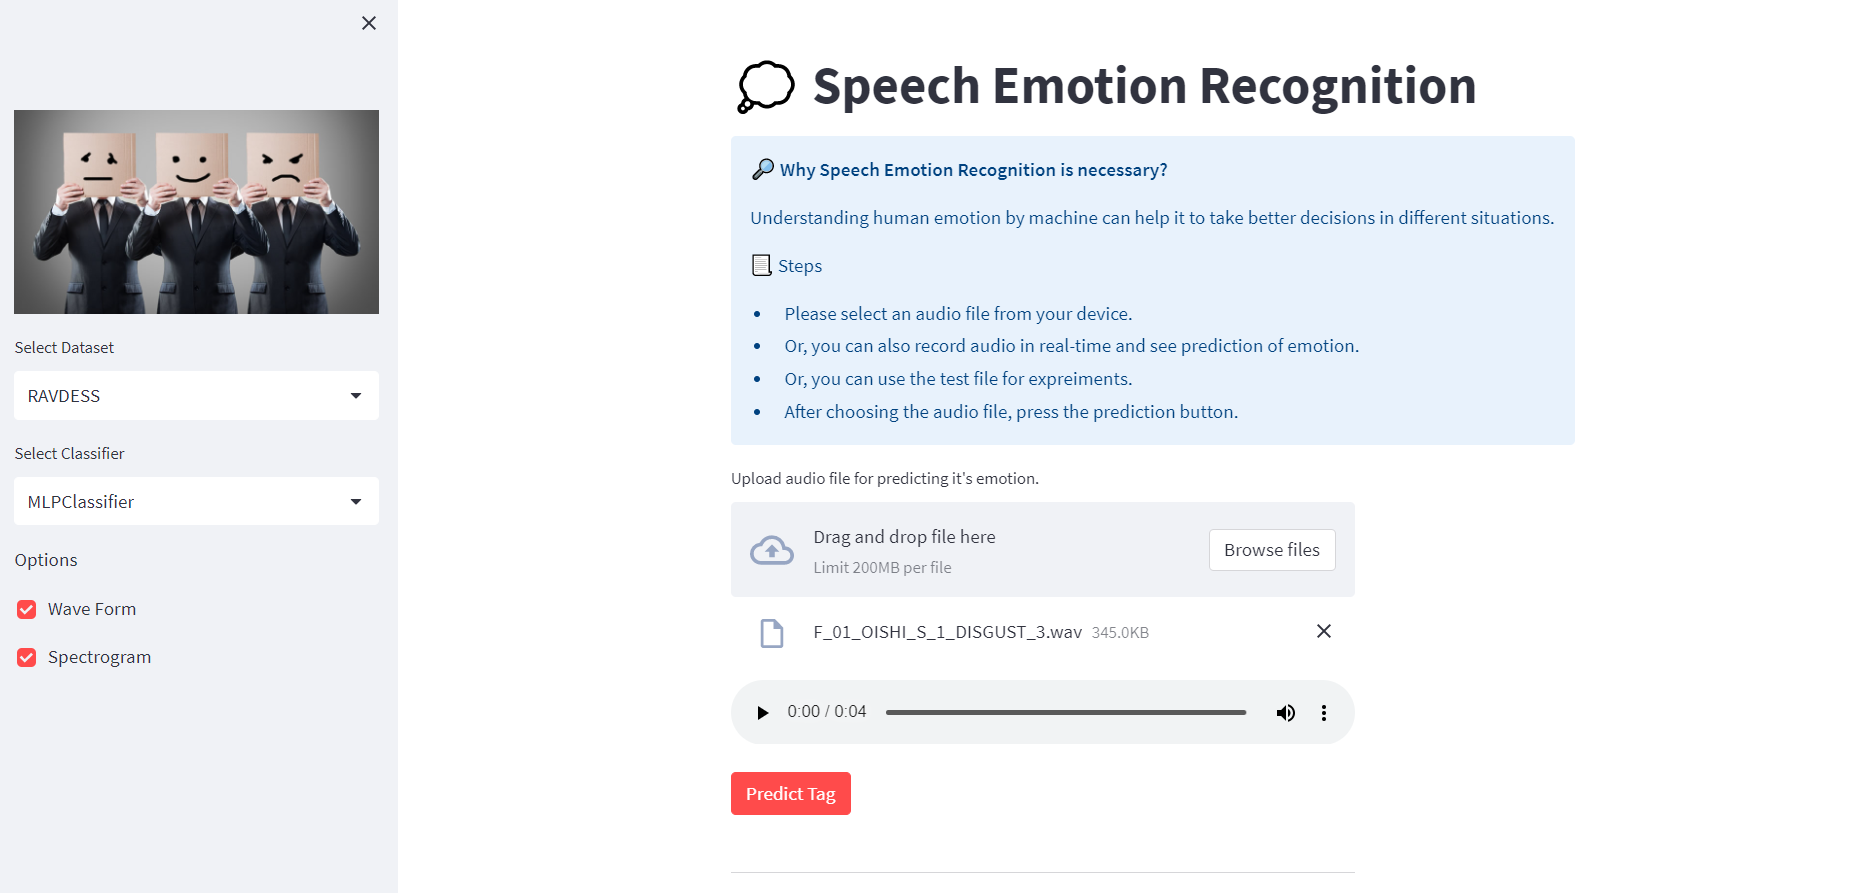 Select Dataset
RAVDESS
Select Classifier
MLPClassifier
Options
Wave Form
Spectrogram
Speech Emotion Recognition
Why Speech Emotion Recognition is necessary?
Understanding human emotion by machine can help it to take better decisions in different situations.
Steps
Please select an audio file from your device.
Or, you can also record audio in real-time and see prediction of emotion.
Or, you can use the test file for expreiments.
After choosing the audio file, press the prediction button.
Upload audio file for predicting it's emotion.
Drag and drop file here
Limit 200MB per file
Browse files
F_01_OISHI_S_1_DISGUST_3.wav 345.0KB
0:00 / 0:04
Predict Tag